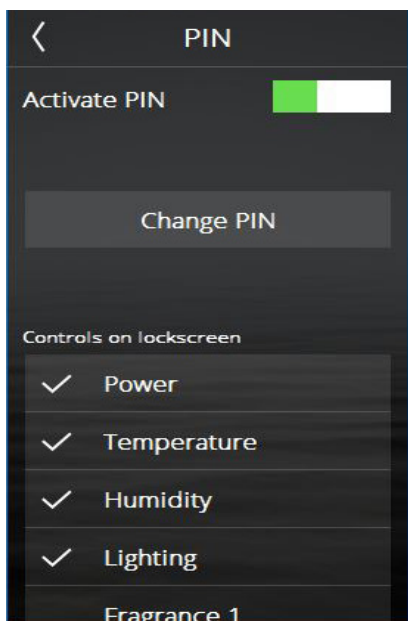 PIN
Activate PIN
Change PIN
Controls on lockscreen
Power
Temperature
Humidity
Lighting
Fragrance 1